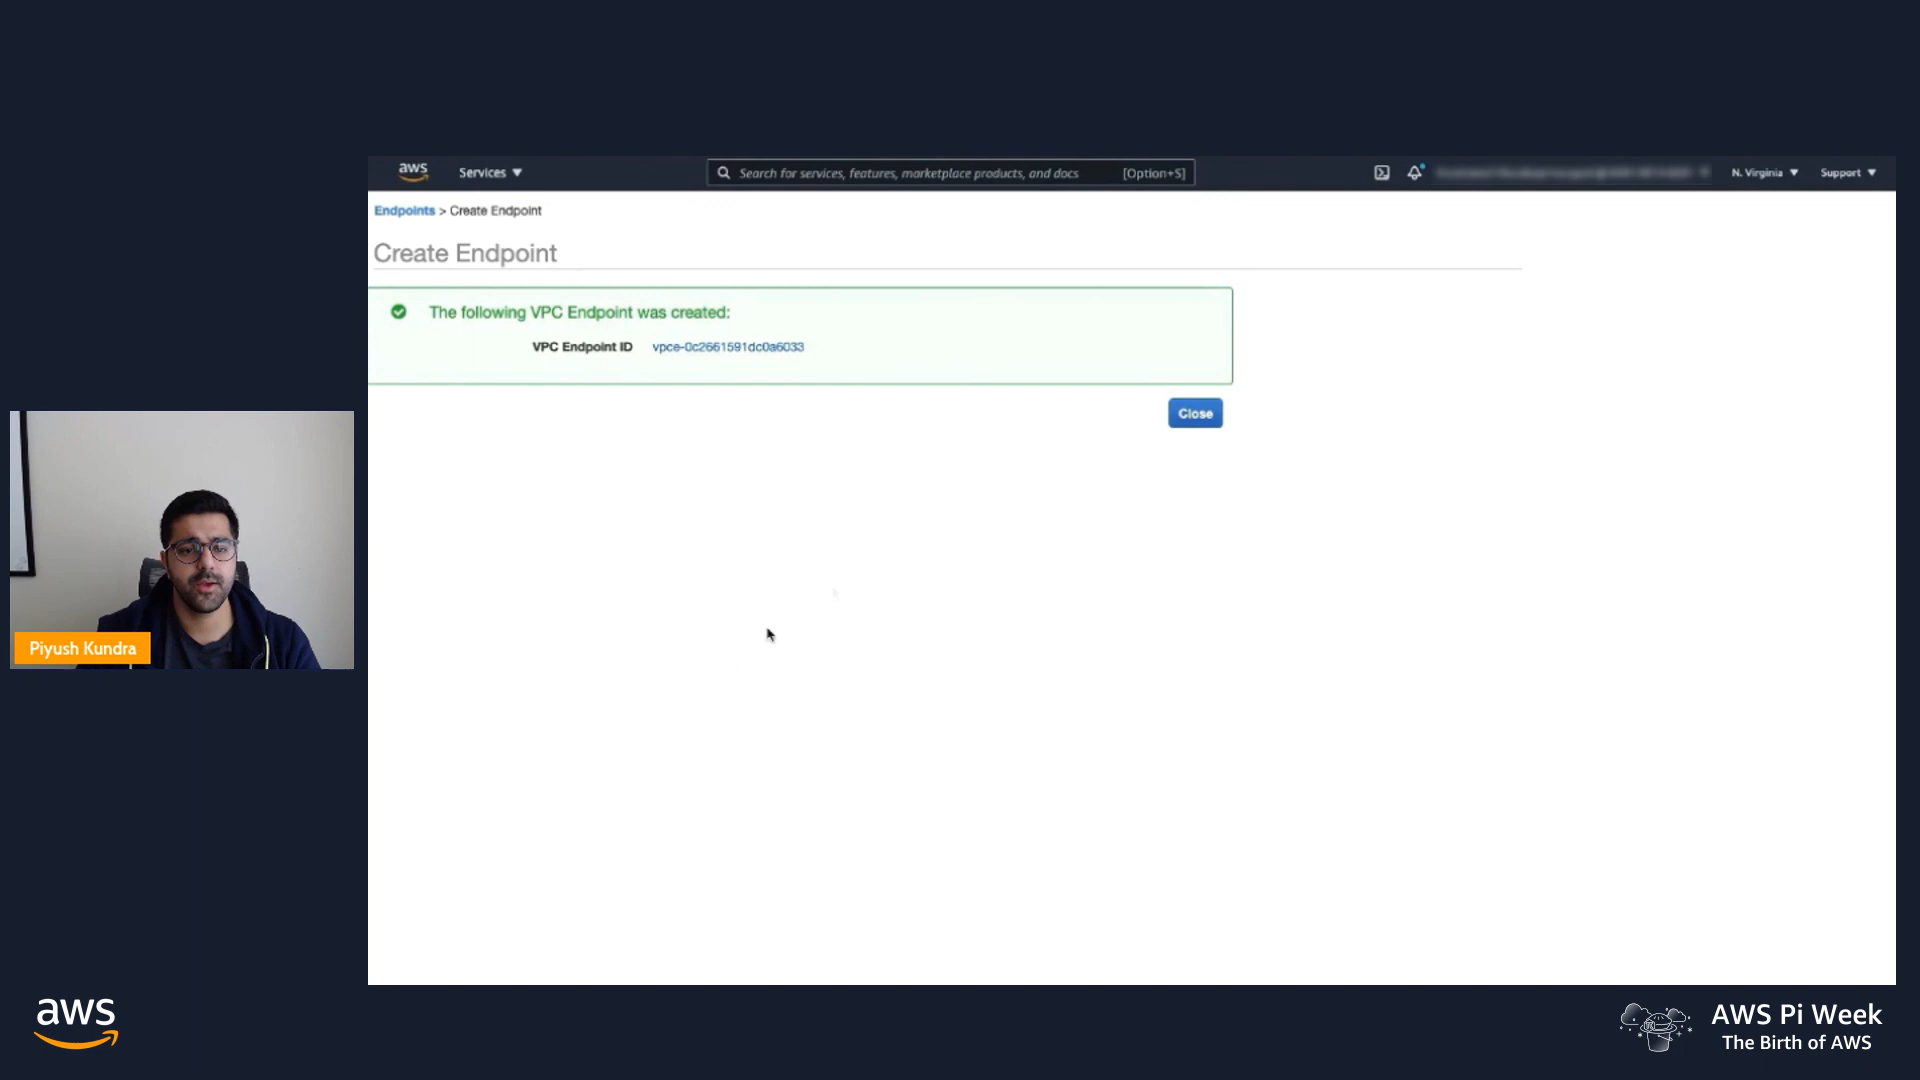 aws
Services
Search for services, features, marketplace products, and docs
[Option+S]
N. Virginia
Support
Endpoints > Create Endpoint
Create Endpoint
The following VPC Endpoint was created:
VPC Endpoint ID vpce-0c2661591dc0a6033
Close
Piyush Kundra
aws
AWS Pi Week
The Birth of AWS